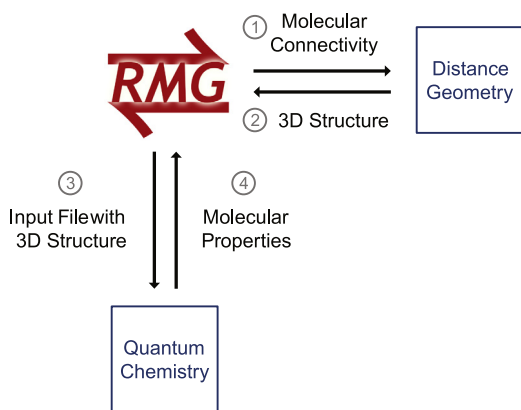 1 Molecular
Connectivity
RMG
Distance
Geometry
2 3D Structure
3 4
Input Filewith
3D Structure
Molecular
Properties
Quantum
Chemistry